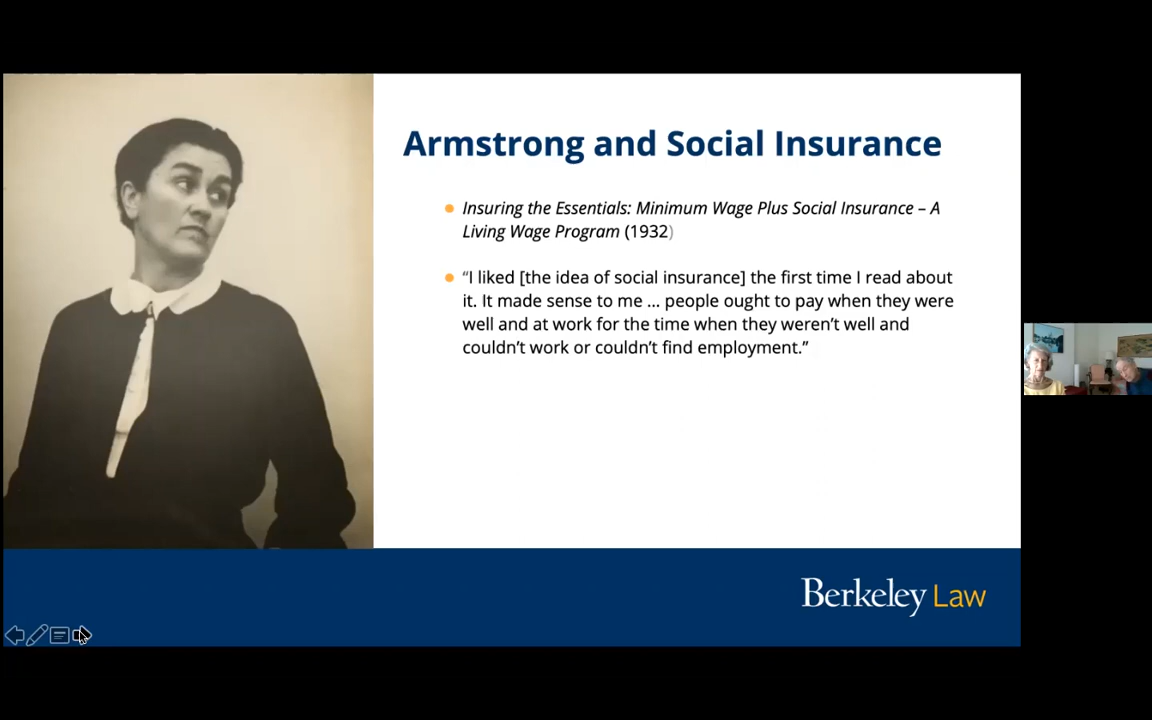 Armstrong and Social Insurance
Insuring the Essentials: Minimum Wage Plus Social Insurance – A
Living Wage Program (1932)
“I liked [the idea of social insurance] the first time I read about
it. It made sense to me ... people ought to pay when they were
well and at work for the time when they weren’t well and
couldn’t work or couldn’t find employment.”
Berkeley Law